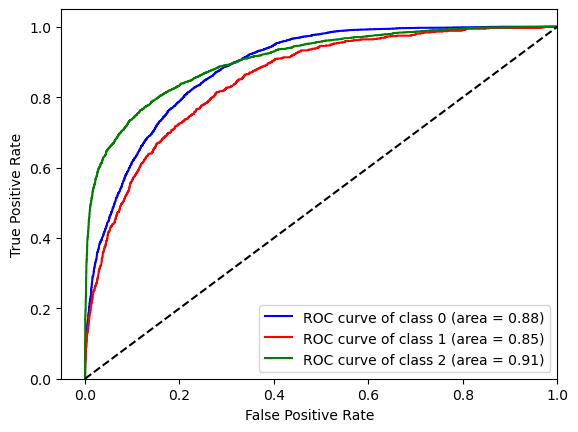 1.0
0.8
0.6
0.4
0.2
0.0
True Positive Rate
ROC curve of class 0 (area = 0.88)
ROC curve of class 1 (area = 0.85)
ROC curve of class 2 (area = 0.91)
0.0 0.2 0.4 0.6 0.8 1.0
False Positive Rate